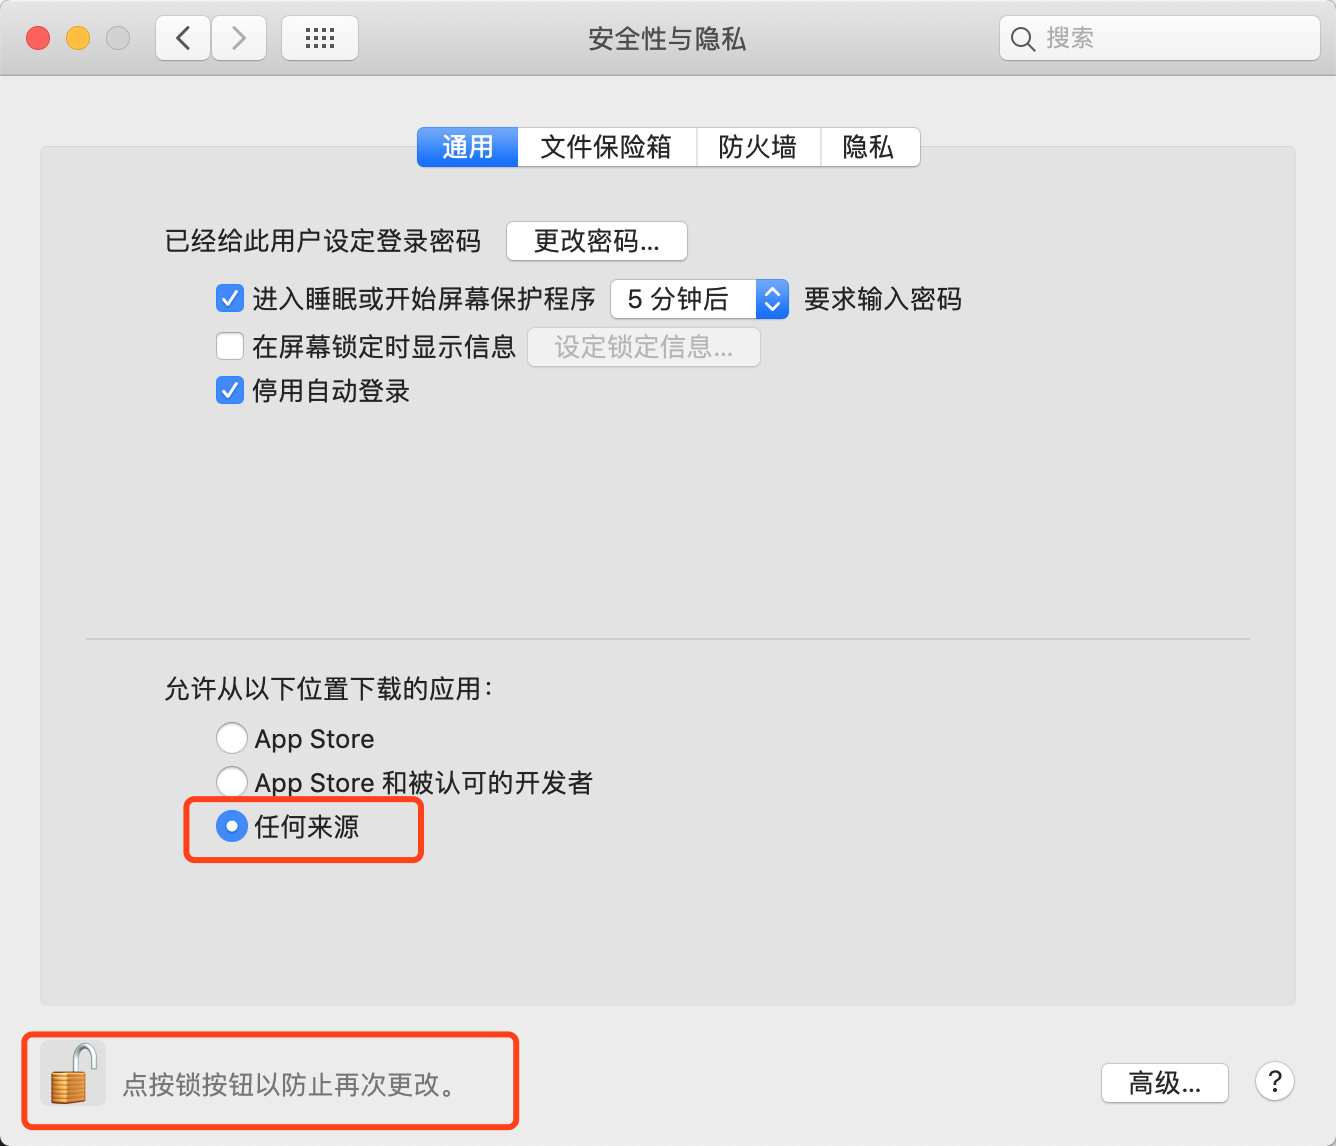 安全性与隐私
搜索
通用 文件保险箱 防火墙 隐私
已经给此用户设定登录密码 更改密码...
进入睡眠或开始屏幕保护程序 5 分钟后 要求输入密码
在屏幕锁定时显示信息 设定锁定信息...
停用自动登录
允许从以下位置下载的应用：
App Store
App Store 和被认可的开发者
任何来源
点按锁按钮以防止再次更改。
高级... ?